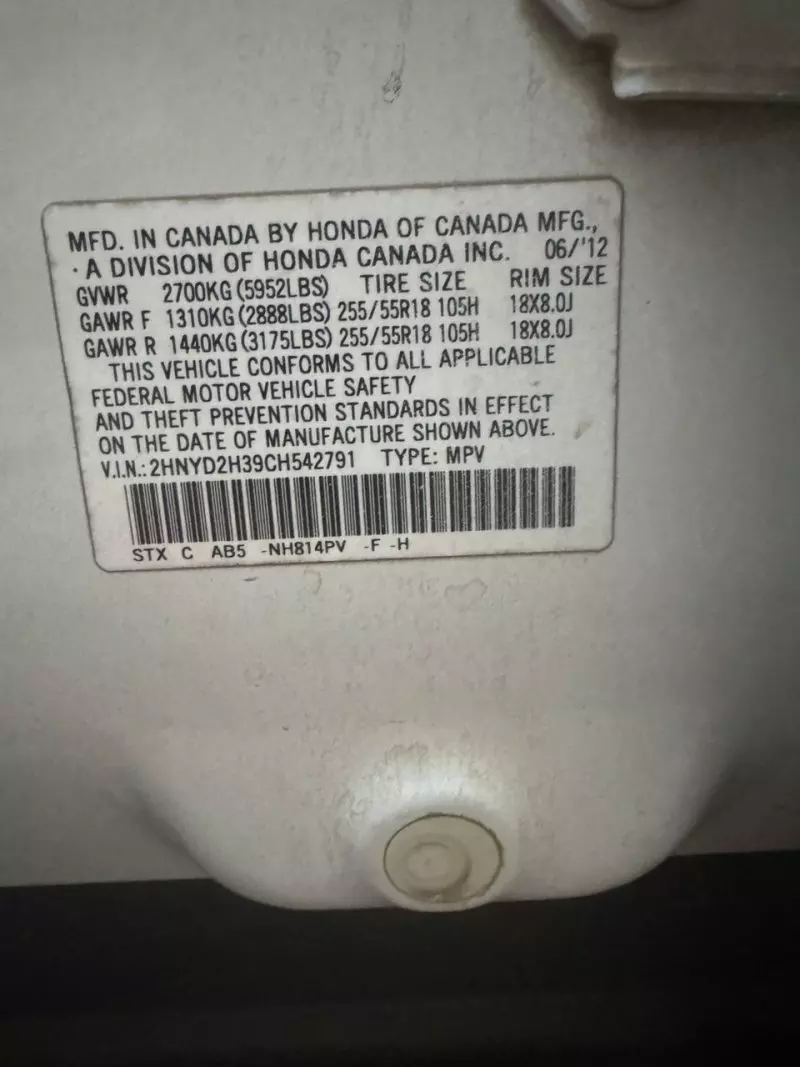 MFD. IN CANADA BY HONDA OF CANADA MFG.,
· A DIVISION OF HONDA CANADA INC. 06/'12
GVWR 2700KG (5952LBS) TIRE SIZE RIM SIZE
GAWR F 1310KG (2888LBS) 255/55R18 105H 18X8.0J
GAWR R 1440KG (3175LBS) 255/55R18 105H 18X8.0J
THIS VEHICLE CONFORMS TO ALL APPLICABLE
FEDERAL MOTOR VEHICLE SAFETY
AND THEFT PREVENTION STANDARDS IN EFFECT
ON THE DATE OF MANUFACTURE SHOWN ABOVE.
V.I.N.: 2HNYD2H39CH542791 TYPE: MPV
STX C AB5 -NH814PV -F -H